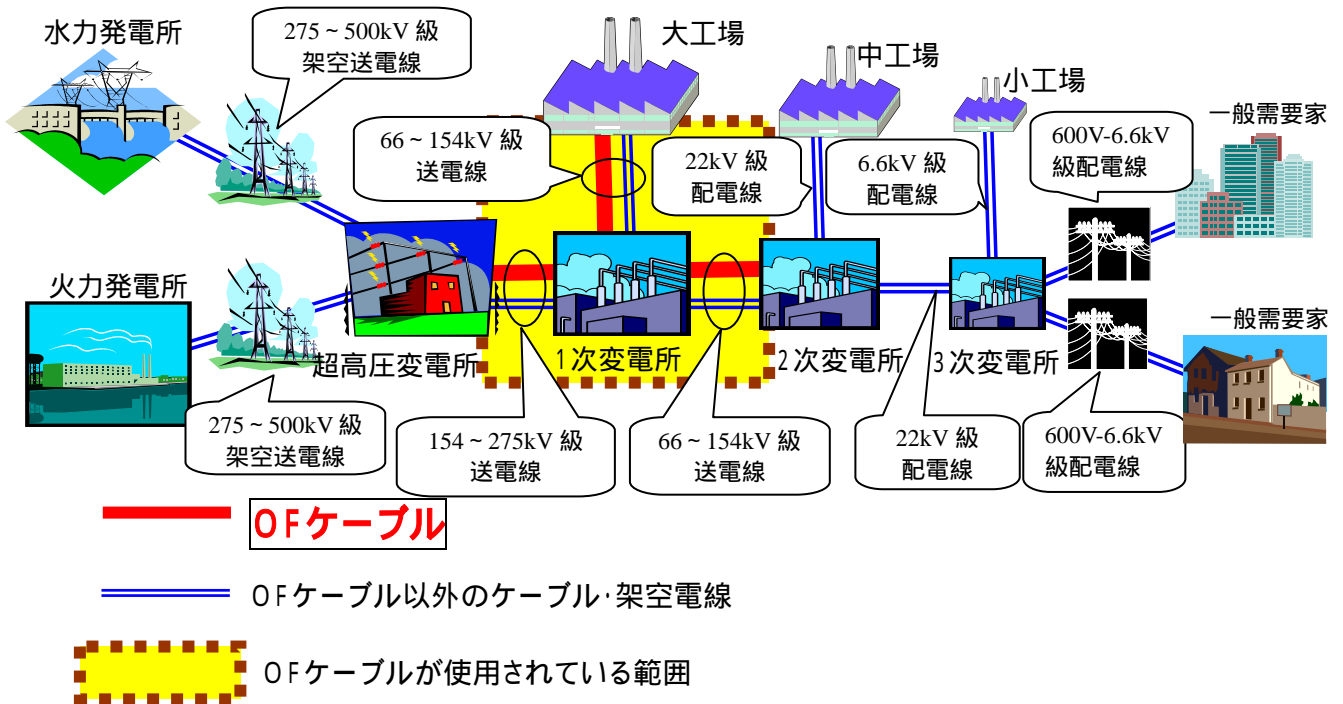 水力発電所
275~500kV 級
架空送電線
大工場
中工場
小工場
一般需要家
66~154kV 級
送電線
22kV 級
配電線
6.6kV 級
配電線
600V-6.6kV
級配電線
火力発電所
超高圧変電所
1次変電所
2次変電所
3次変電所
一般需要家
275~500kV 級
架空送電線
154~275kV 級
送電線
66~154kV 級
送電線
22kV 級
配電線
600V-6.6kV
級配電線
OFケーブル
OFケーブル以外のケーブル・架空電線
OFケーブルが使用されている範囲